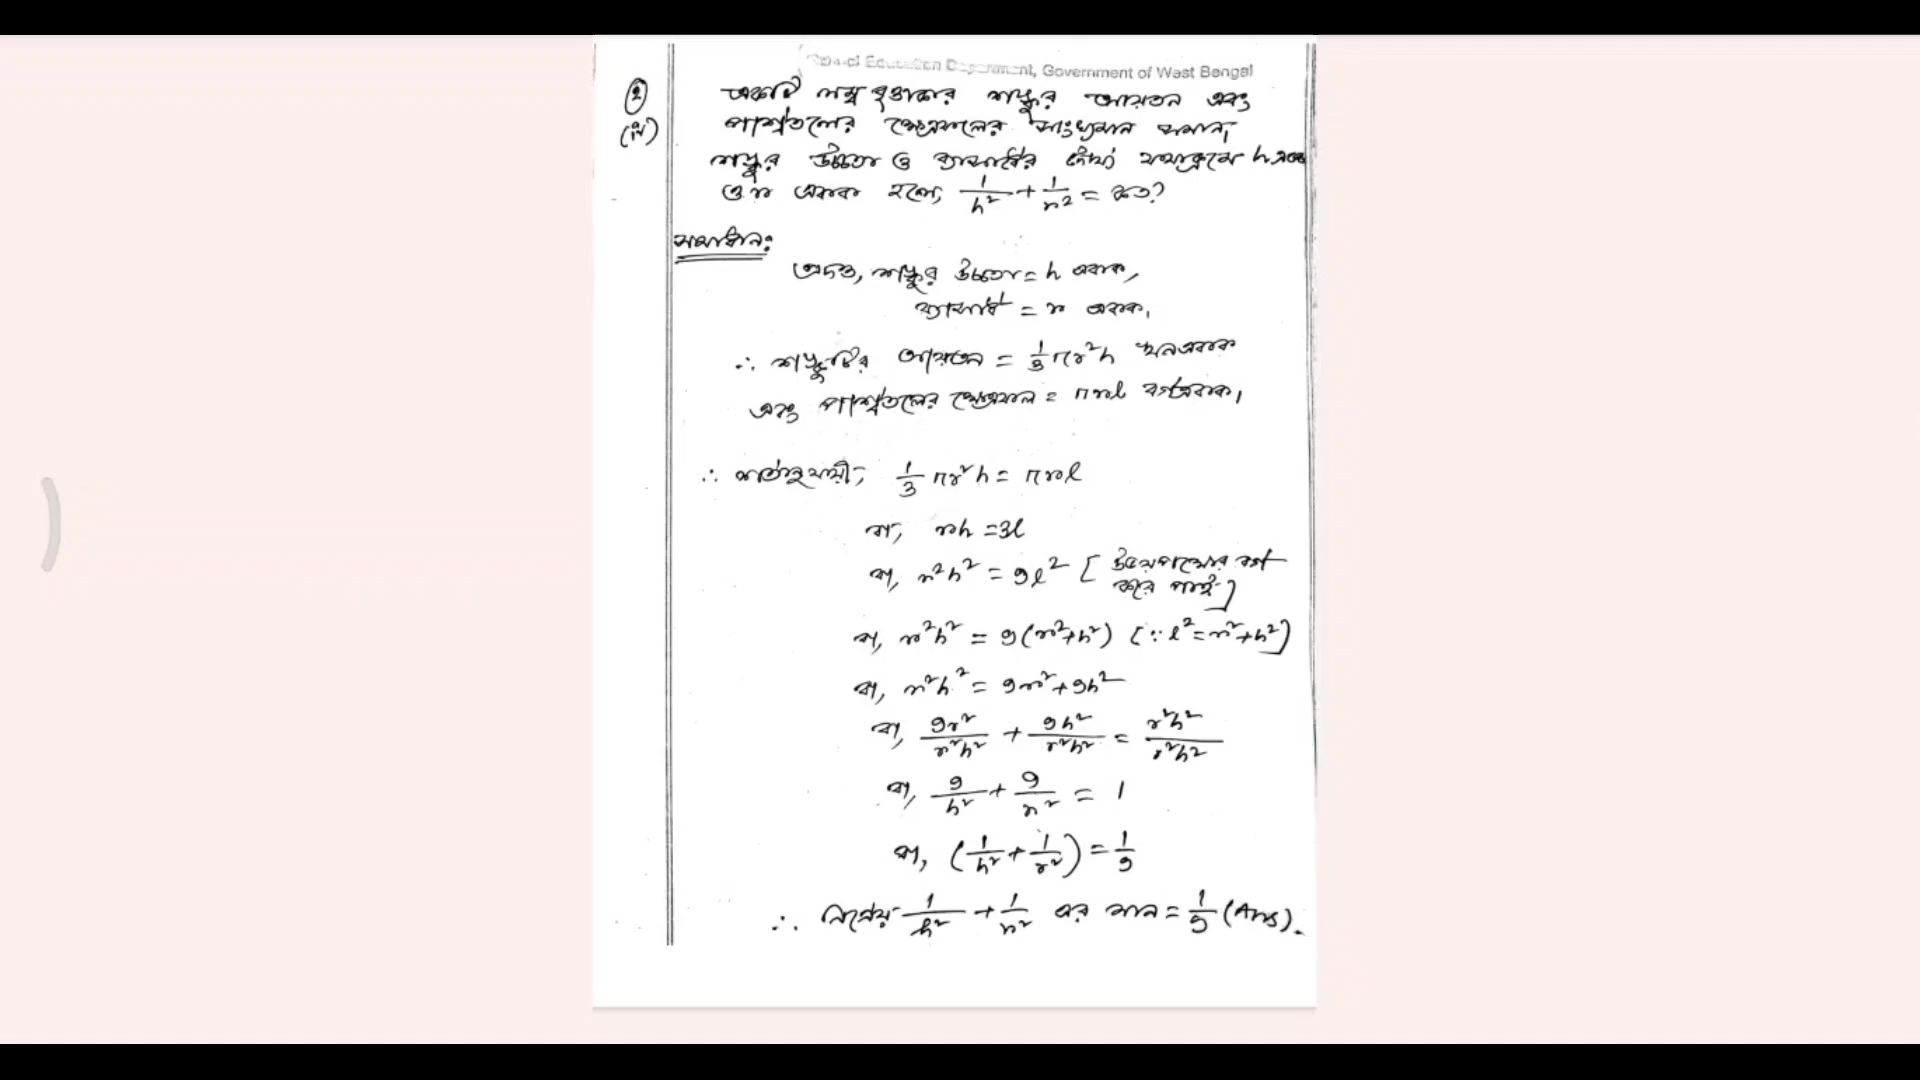 Education Department, Government of West Bengal
২
(iv)
একটি লম্ব বৃত্তাকার শঙ্কুর আয়তন এবং
পার্শ্বতলের ক্ষেত্রফলের সাংখ্যমান সমান,
শঙ্কুর উচ্চতা ও ব্যাসার্ধের দৈর্ঘ্য যথাক্রমে h একক
ও r একক হলে, 1/h² + 1/r² = কত?
সমাধান:
প্রদত্ত, শঙ্কুর উচ্চতা = h একক,
ব্যাসার্ধ = r একক।
∴ শঙ্কুটির আয়তন = 1/3 πr²h ঘনএকক
এবং পার্শ্বতলের ক্ষেত্রফল = πrl বর্গএকক।
∴ শর্তানুযায়ী, 1/3 πr²h = πrl
বা, rh = 3l
বা, r²h² = 9l² [ উভয়পক্ষের বর্গ
করে পাই ]
বা, r²h² = 9(r²+h²) [∵ l² = r²+h²]
বা, r²h² = 9r²+9h²
বা, 9r²/r²h² + 9h²/r²h² = r²h²/r²h²
বা, 9/h² + 9/r² = 1
বা, (1/h² + 1/r²) = 1/9
∴ নির্ণেয় 1/h² + 1/r² এর মান = 1/9 (Ans).